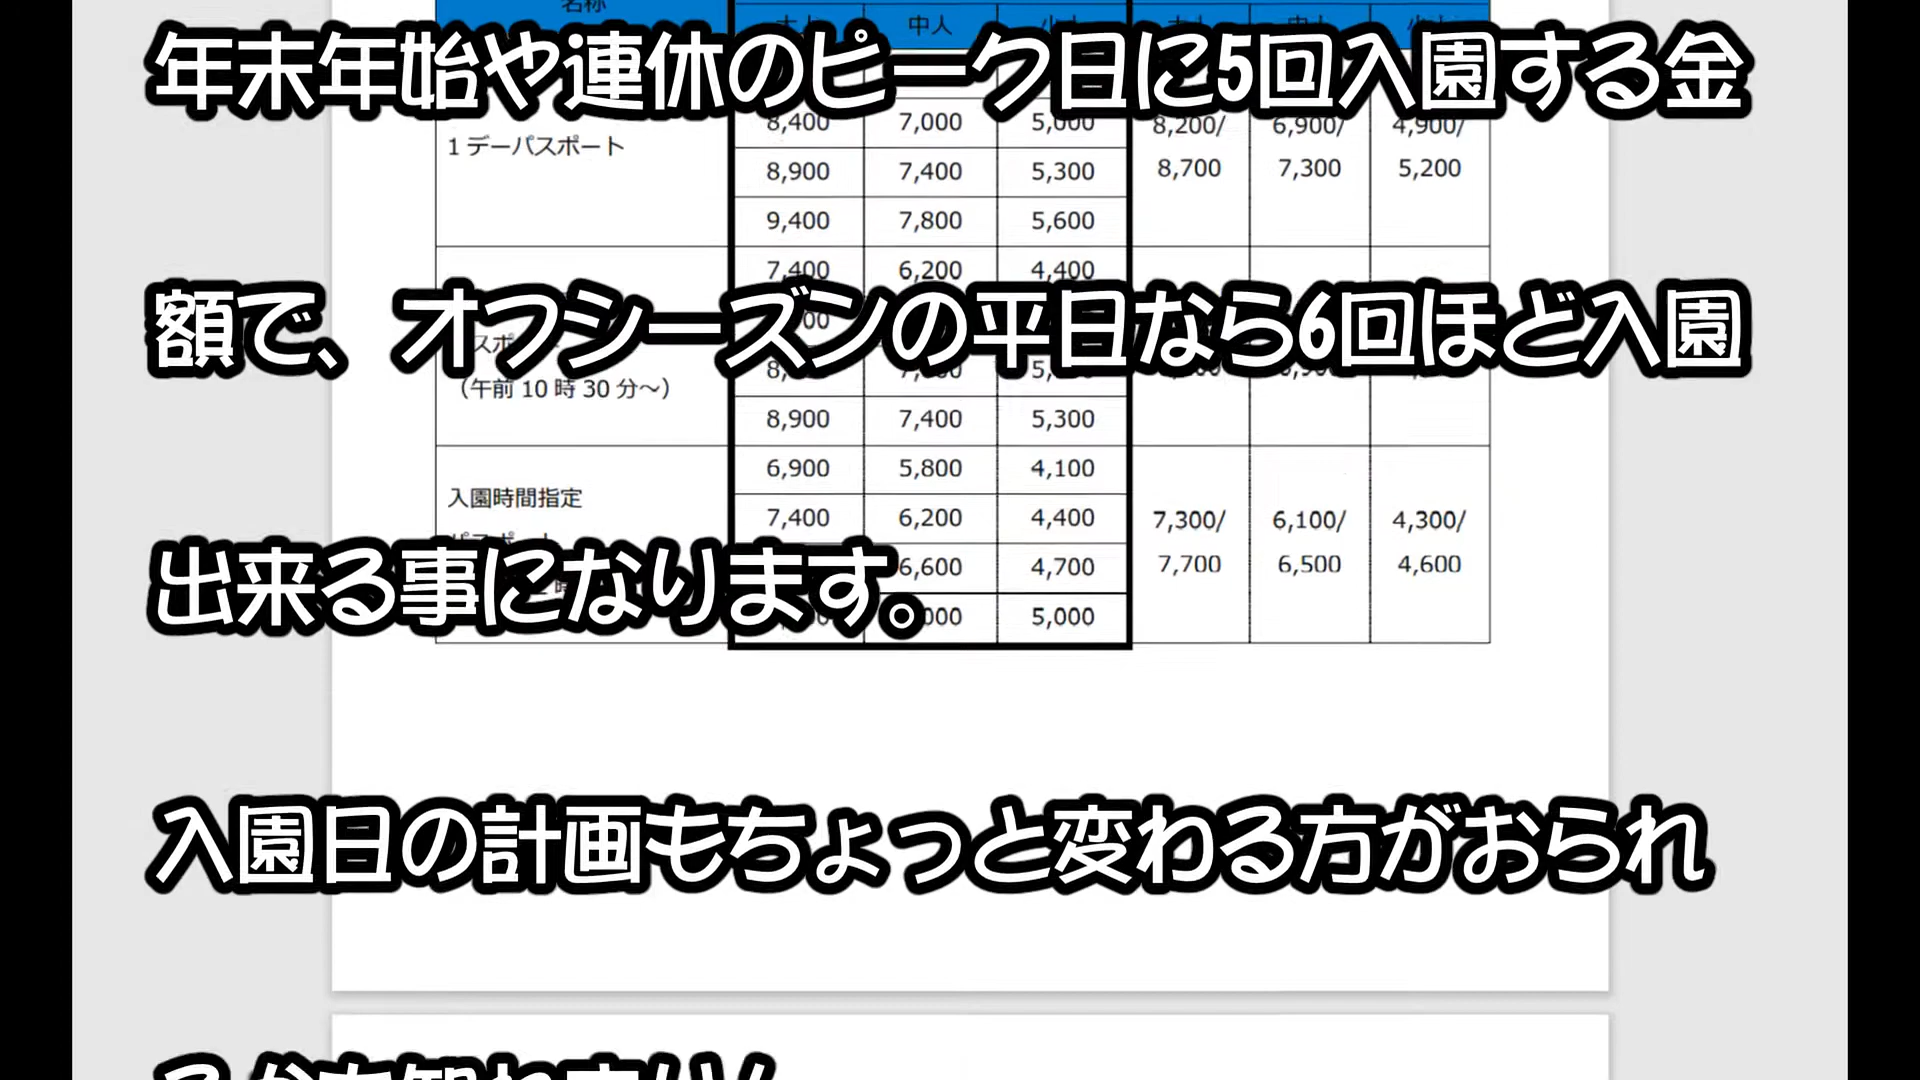 名称
中人
年末年始や連休のピーク日に5回入園する金
8,400 7,000 5,000 8,200/ 6,900/ 4,900/
1デーパスポート
8,700 7,300 5,200
8,900 7,400 5,300
9,400 7,800 5,600
7,400 6,200 4,400
額で、オフシーズンの平日なら6回ほど入園
(午前10時30分～)
8,900 7,400 5,300
6,900 5,800 4,100
入園時間指定
7,400 6,200 4,400 7,300/ 6,100/ 4,300/
6,600 4,700 7,700 6,500 4,600
出来る事になります。
5,000
入園日の計画もちょっと変わる方がおられ